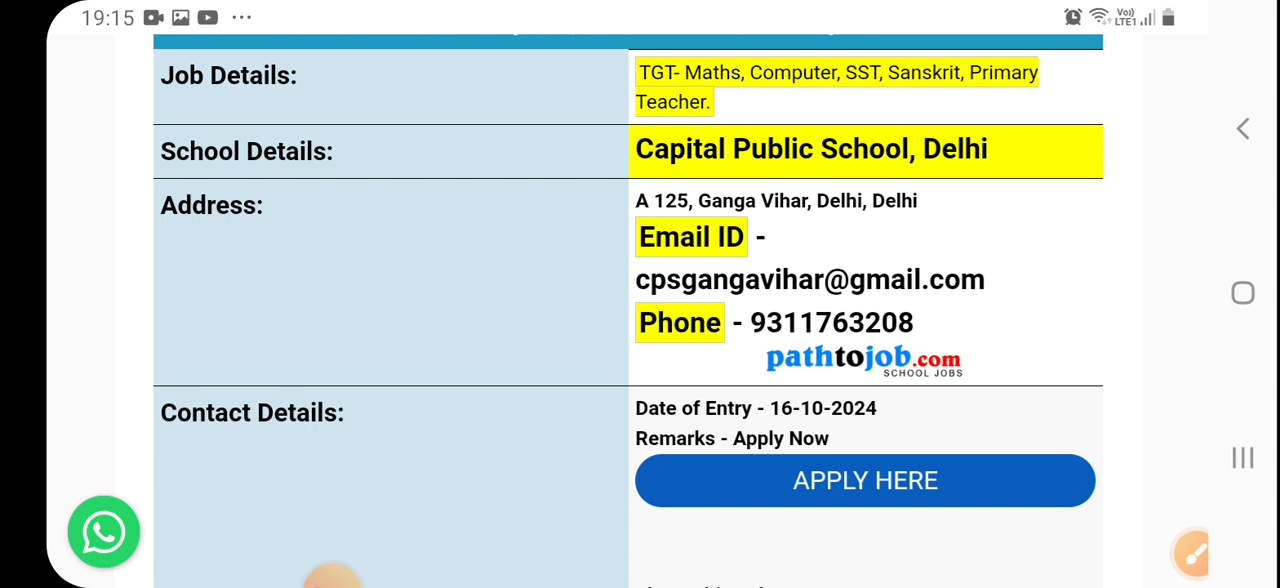 19:15
Vo)
LTE1
Job Details:
TGT- Maths, Computer, SST, Sanskrit, Primary
Teacher.
School Details:
Capital Public School, Delhi
Address:
A 125, Ganga Vihar, Delhi, Delhi
Email ID -
cpsgangavihar@gmail.com
Phone - 9311763208
pathtojob.com
SCHOOL JOBS
Contact Details:
Date of Entry - 16-10-2024
Remarks - Apply Now
APPLY HERE